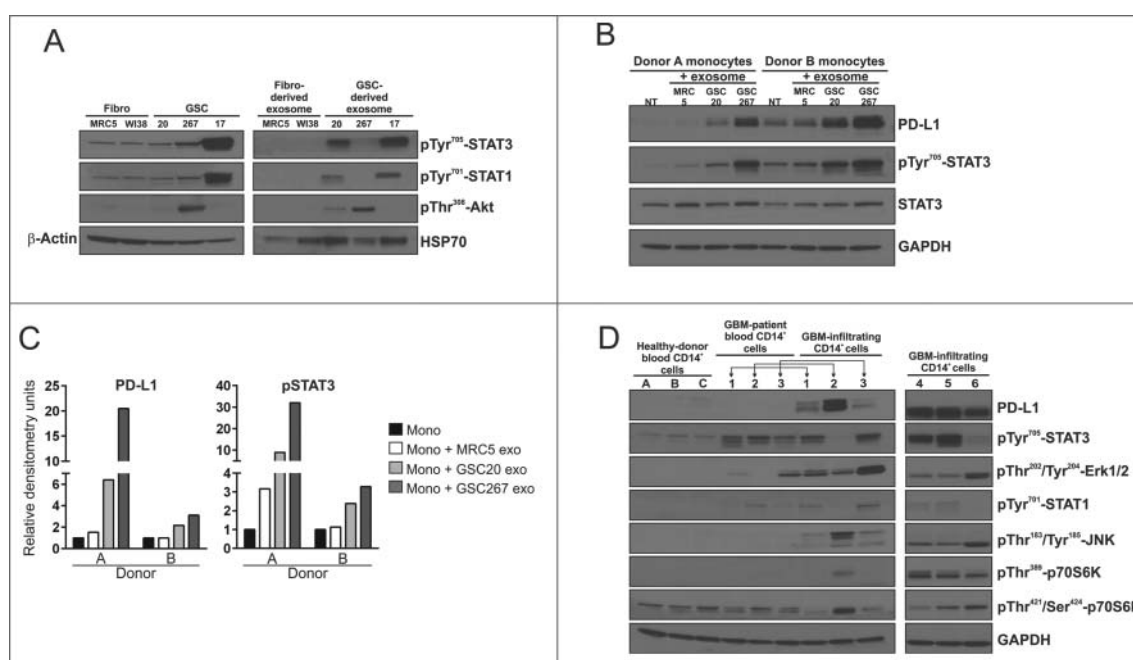 A
Fibro GSC
MRC5 WI38 20 267 17
Fibro-
derived
exosome
GSC-
derived
exosome
MRC5 WI38 20 267 17
pTyr⁷⁰⁵-STAT3
pTyr⁷⁰¹-STAT1
pThr³⁰⁸-Akt
β-Actin HSP70
B
Donor A monocytes Donor B monocytes
+ exosome + exosome
MRC GSC GSC MRC GSC GSC
NT 5 20 267 NT 5 20 267
PD-L1
pTyr⁷⁰⁵-STAT3
STAT3
GAPDH
C
PD-L1 pSTAT3
Relative densitometry units
25
20
15
10
6
4
2
0
40
30
20
10
4
3
2
1
0
A B A B
Donor Donor
Mono
Mono + MRC5 exo
Mono + GSC20 exo
Mono + GSC267 exo
D
Healthy-donor
blood CD14⁺
cells
GBM-patient
blood CD14⁺
cells
GBM-infiltrating
CD14⁺ cells
GBM-infiltrating
CD14⁺ cells
A B C 1 2 3 1 2 3 4 5 6
PD-L1
pTyr⁷⁰⁵-STAT3
pThr²⁰²/Tyr²⁰⁴-Erk1/2
pTyr⁷⁰¹-STAT1
pThr¹⁸³/Tyr¹⁸⁵-JNK
pThr³⁸⁹-p70S6K
pThr⁴²¹/Ser⁴²⁴-p70S6K
GAPDH